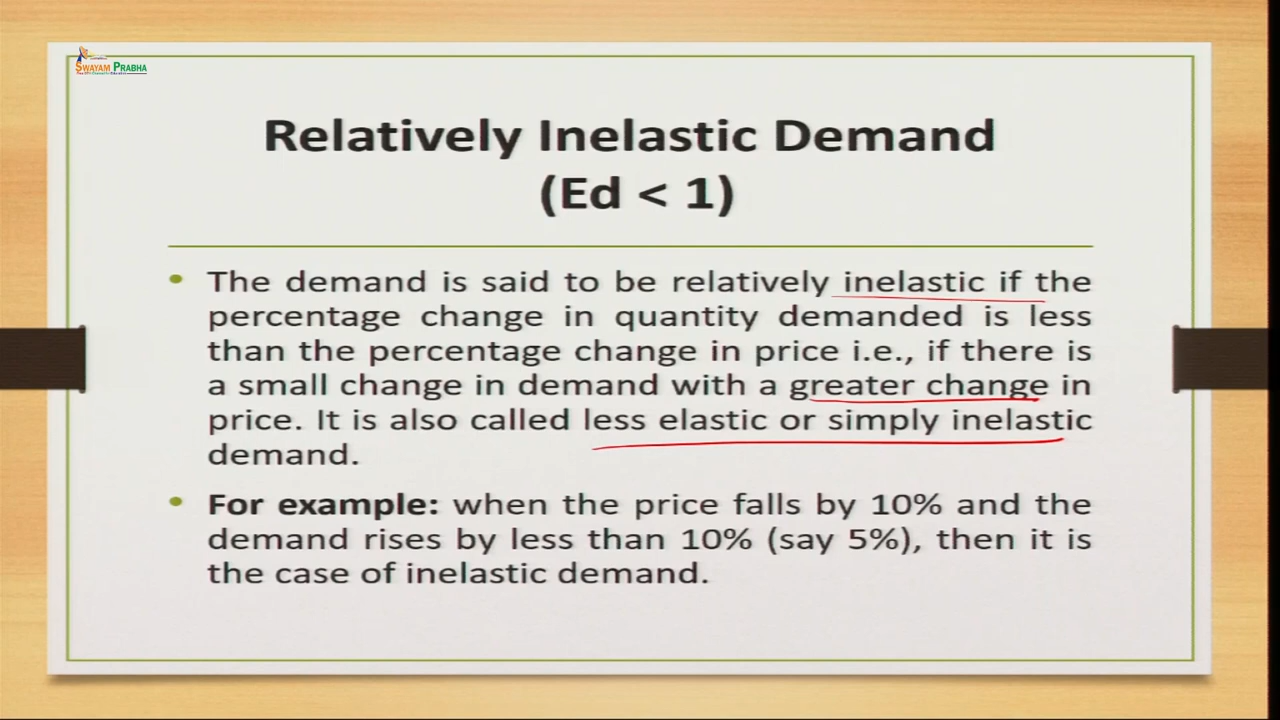 SWAYAM PRABHA
Relatively Inelastic Demand
(Ed < 1)
• The demand is said to be relatively inelastic if the
percentage change in quantity demanded is less
than the percentage change in price i.e., if there is
a small change in demand with a greater change in
price. It is also called less elastic or simply inelastic
demand.
• For example: when the price falls by 10% and the
demand rises by less than 10% (say 5%), then it is
the case of inelastic demand.